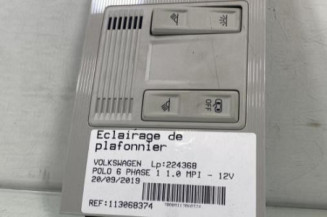 OFF
Eclairage de
plafonnier
VOLKSWAGEN Lp:224368
POLO 6 PHASE 1 1.0 MPI - 12V
20/09/2019
REF:113068374